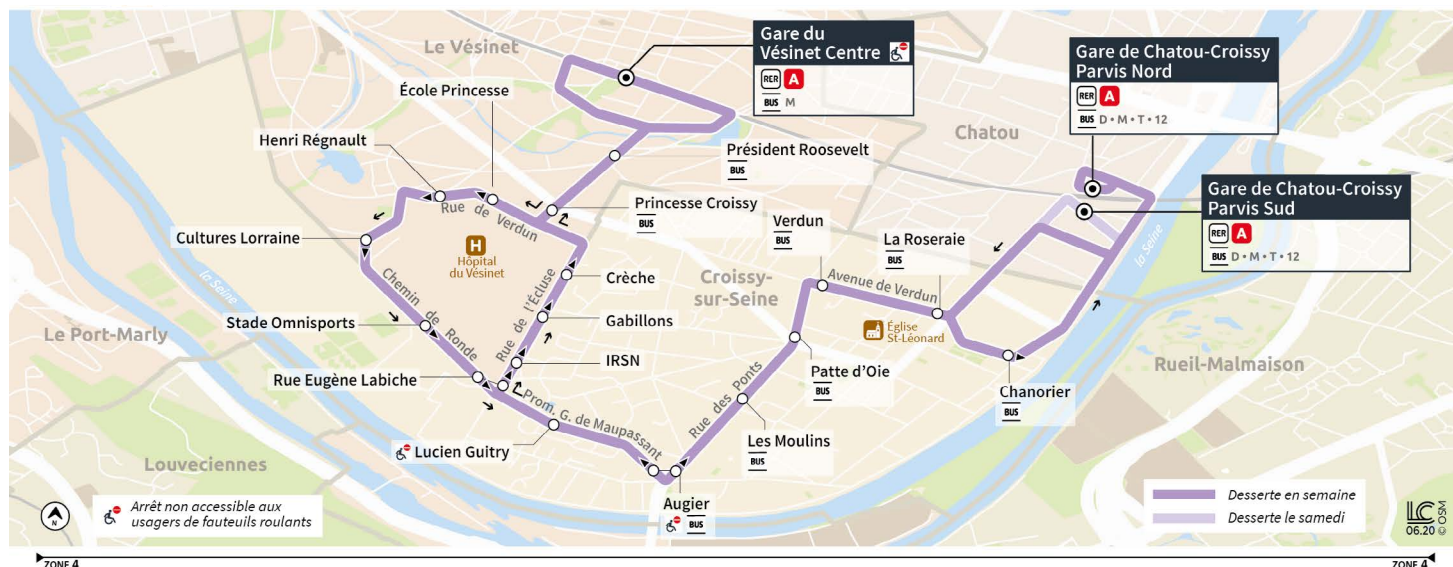 Gare du
Vésinet Centre
RER A
BUS M
Gare de Chatou-Croissy
Parvis Nord
RER A
BUS D • M • T • 12
Le Vésinet
École Princesse
Henri Régnault
Chatou
Président Roosevelt
BUS
Gare de Chatou-Croissy
Parvis Sud
RER A
BUS D • M • T • 12
Princesse Croissy
BUS
Rue de Verdun
Verdun
BUS
La Roseraie
BUS
Cultures Lorraine
H
Hôpital
du Vésinet
la Seine
la Seine
Crèche
Croissy-
sur-Seine
Avenue de Verdun
Chemin de Ronde
Rue de l'Écluse
Stade Omnisports
Gabillons
Le Port-Marly
Église
St-Léonard
IRSN
Rueil-Malmaison
Rue Eugène Labiche
Patte d'Oie
BUS
Chanorier
BUS
Prom. G. de Maupassant
Rue des Ponts
Les Moulins
BUS
Lucien Guitry
Louveciennes
Augier
BUS
N
Arrêt non accessible aux
usagers de fauteuils roulants
Desserte en semaine
Desserte le samedi
LC
06.20
© OSM
ZONE 4
ZONE 4